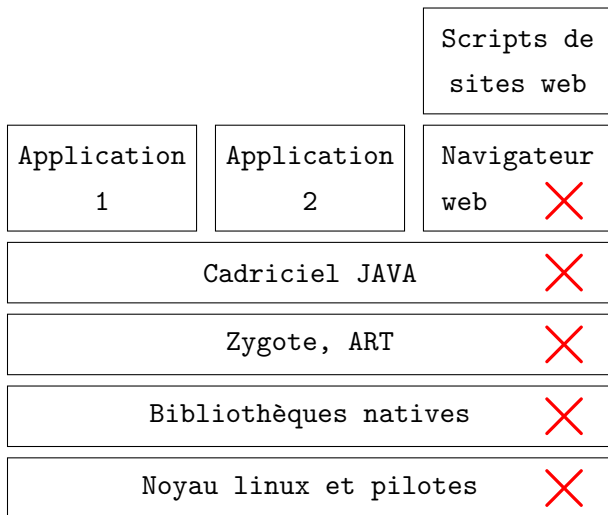 Scripts de
sites web
Application
1
Application
2
Navigateur
web
Cadriciel JAVA
Zygote, ART
Bibliothèques natives
Noyau linux et pilotes